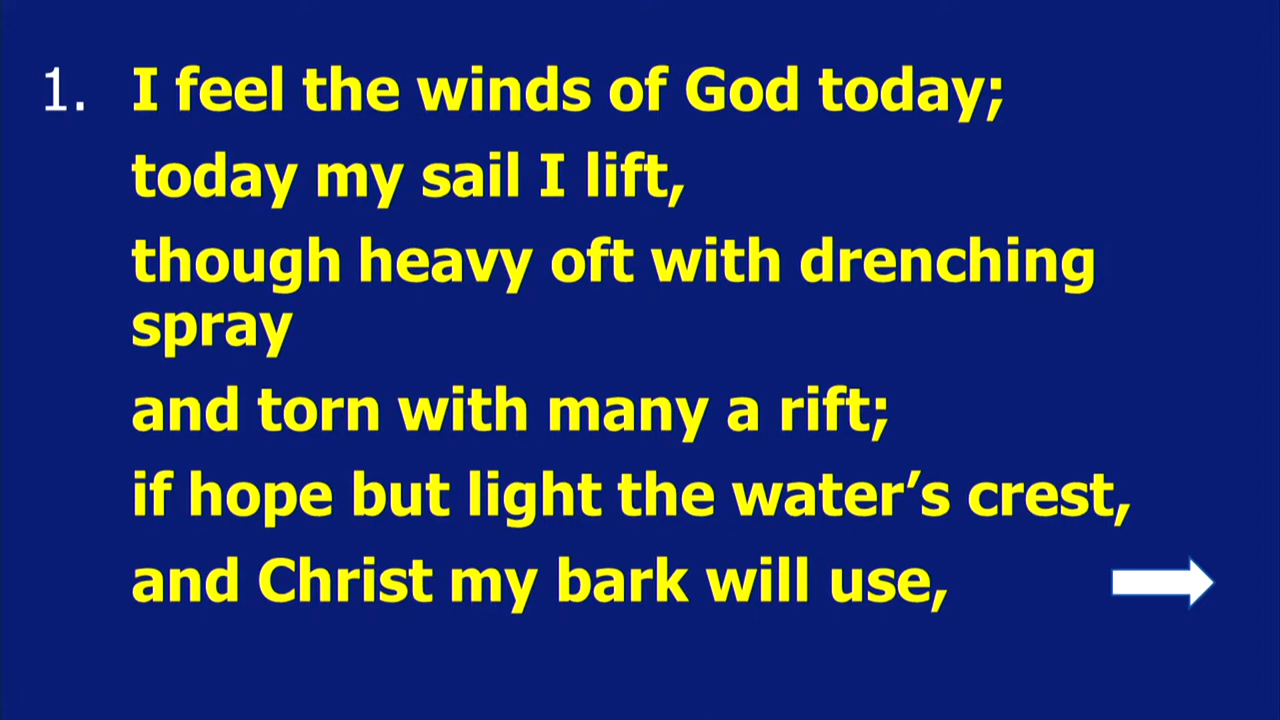 1. I feel the winds of God today;
today my sail I lift,
though heavy oft with drenching
spray
and torn with many a rift;
if hope but light the water’s crest,
and Christ my bark will use,